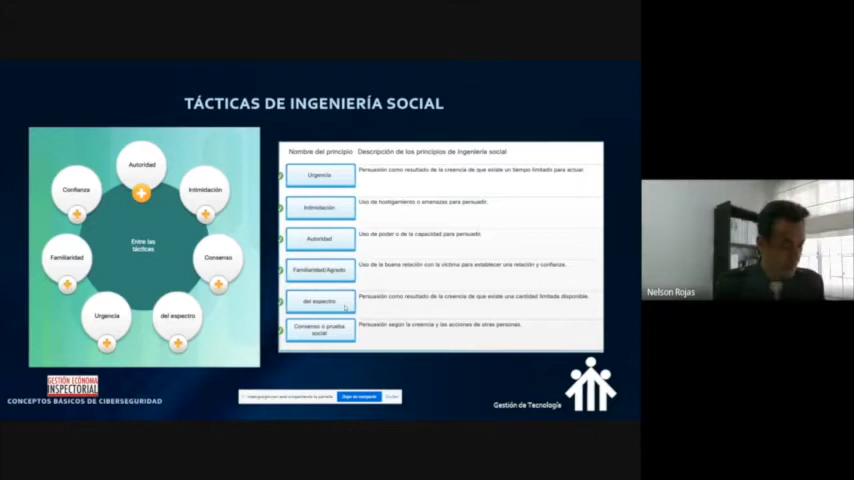 TÁCTICAS DE INGENIERÍA SOCIAL
Autoridad
Confianza
Intimidación
Entre las
tácticas
Familiaridad
Consenso
Urgencia
del espectro
Nombre del principio Descripción de los principios de ingeniería social
Urgencia Persuasión como resultado de la creencia de que existe un tiempo limitado para actuar.
Intimidación Uso de hostigamiento o amenazas para persuadir.
Autoridad Uso de poder o de la capacidad para persuadir.
Familiaridad/Agrado Uso de la buena relación con la víctima para establecer una relación y confianza.
del espectro Persuasión como resultado de la creencia de que existe una cantidad limitada disponible.
Consenso o prueba
social
Persuasión según la creencia y las acciones de otras personas.
GESTIÓN ECÓNOMA
INSPECTORIAL
CONCEPTOS BÁSICOS DE CIBERSEGURIDAD
Dejar de compartir
Gestión de Tecnología
Nelson Rojas